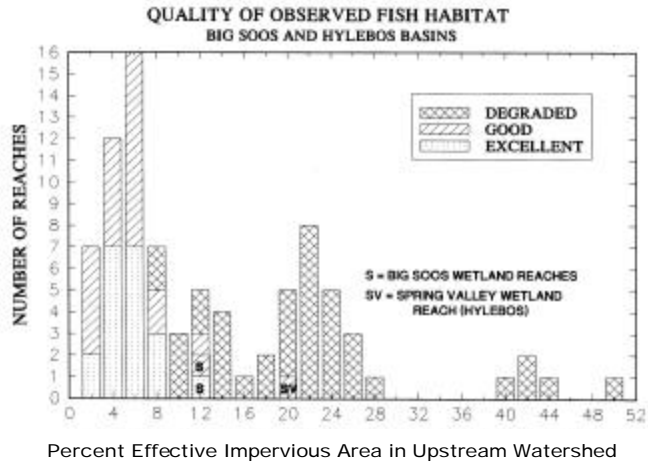 QUALITY OF OBSERVED FISH HABITAT
BIG SOOS AND HYLEBOS BASINS
NUMBER OF REACHES
16
15
14
13
12
11
10
9
8
7
6
5
4
3
2
1
0
DEGRADED
GOOD
EXCELLENT
S = BIG SOOS WETLAND REACHES
SV = SPRING VALLEY WETLAND
REACH (HYLEBOS)
S
S
SV
0 4 8 12 16 20 24 28 32 36 40 44 48 52
Percent Effective Impervious Area in Upstream Watershed